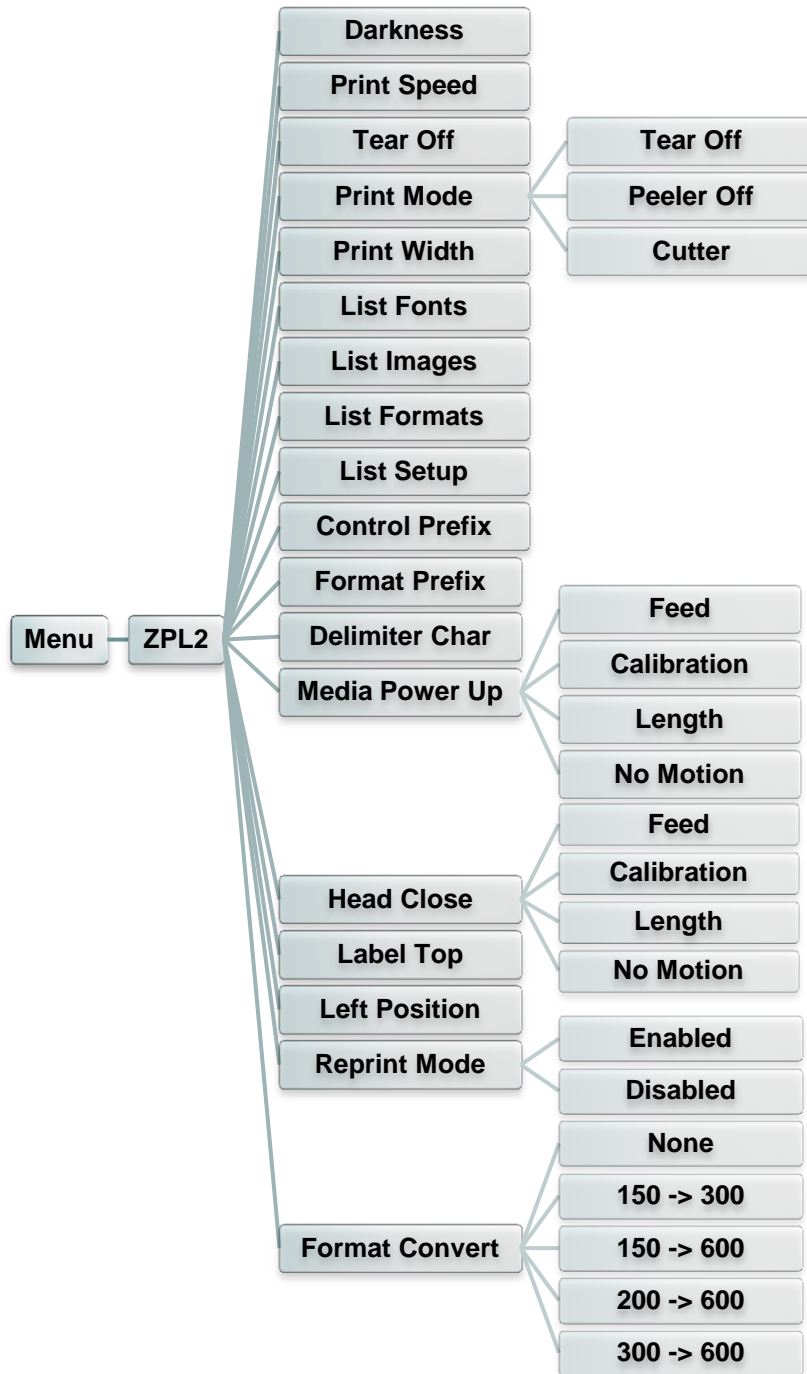 Menu
ZPL2
Darkness
Print Speed
Tear Off
Print Mode
Tear Off
Peeler Off
Cutter
Print Width
List Fonts
List Images
List Formats
List Setup
Control Prefix
Format Prefix
Delimiter Char
Media Power Up
Feed
Calibration
Length
No Motion
Head Close
Feed
Calibration
Length
No Motion
Label Top
Left Position
Reprint Mode
Enabled
Disabled
Format Convert
None
150 -> 300
150 -> 600
200 -> 600
300 -> 600